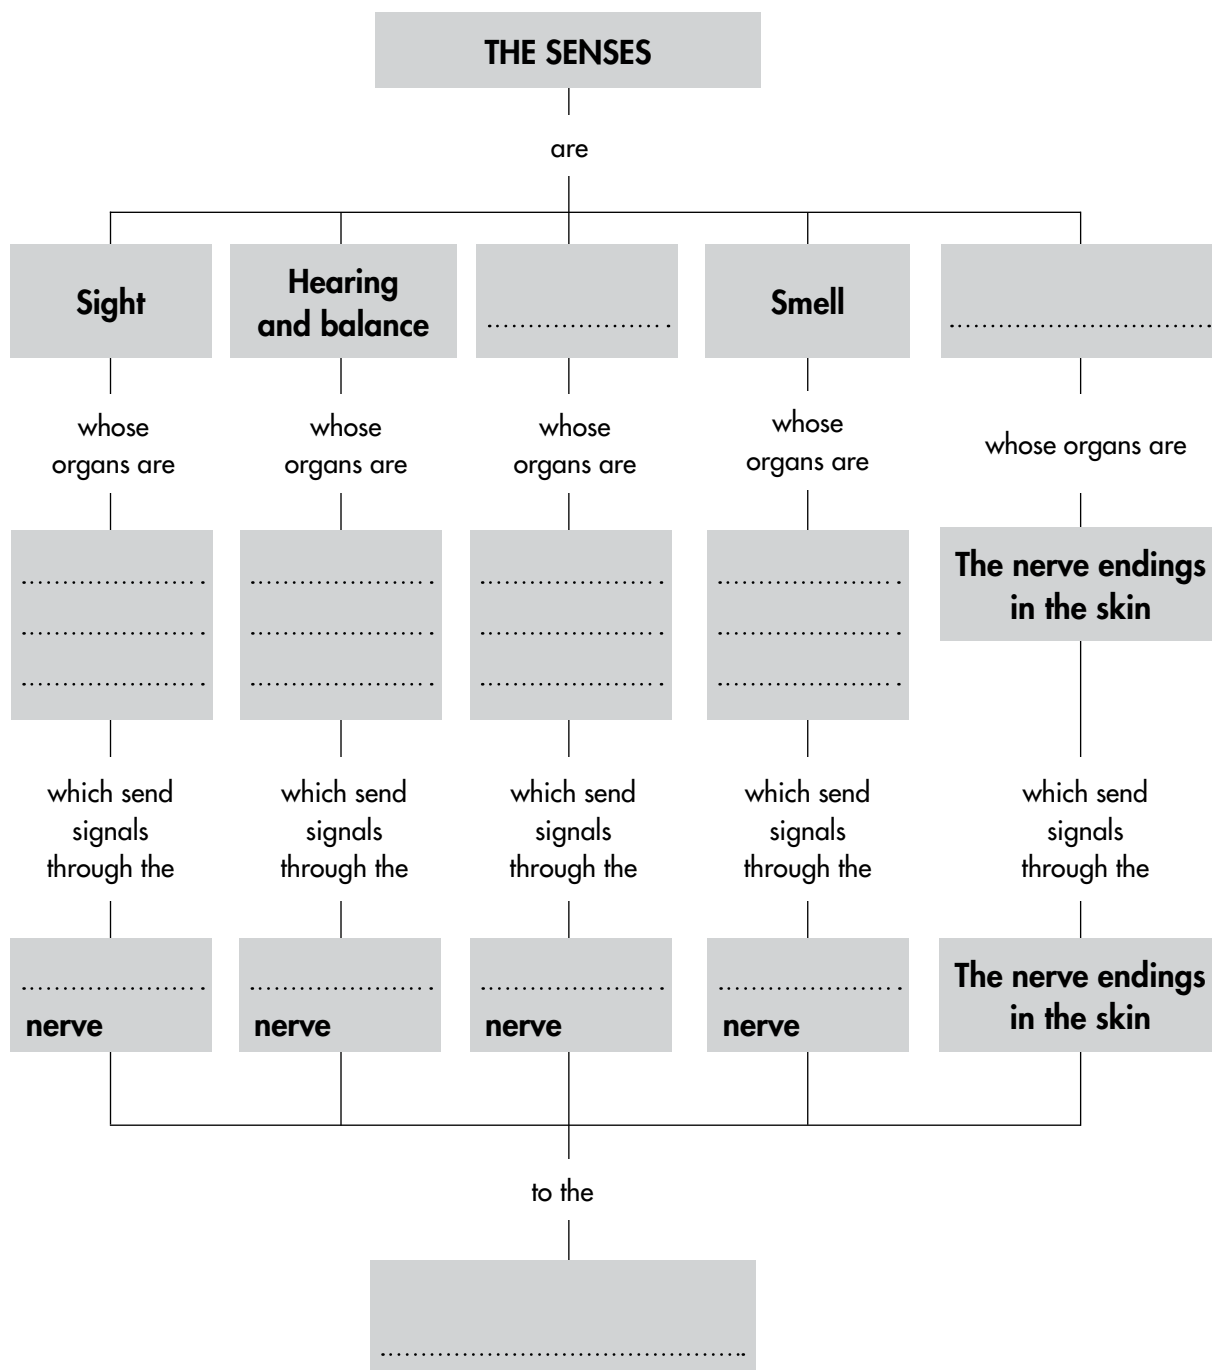 THE SENSES
are
Sight
Hearing
and balance
Smell
whose
organs are
whose
organs are
whose
organs are
whose
organs are
whose organs are
The nerve endings
in the skin
which send
signals
through the
which send
signals
through the
which send
signals
through the
which send
signals
through the
which send
signals
through the
nerve
nerve
nerve
nerve
The nerve endings
in the skin
to the